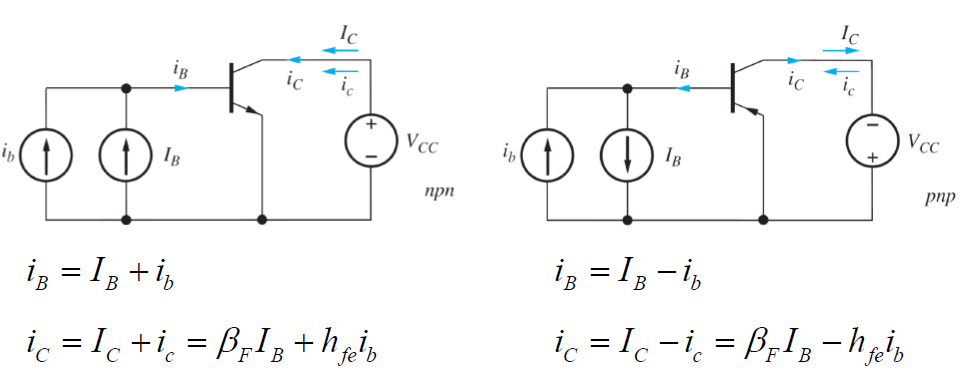 I_C I_C
i_B i_C i_c i_B i_C i_c
+ −
i_b I_B V_CC i_b I_B V_CC
− +
npn pnp
i_B = I_B + i_b i_B = I_B − i_b
i_C = I_C + i_c = β_F I_B + h_fe i_b i_C = I_C − i_c = β_F I_B − h_fe i_b